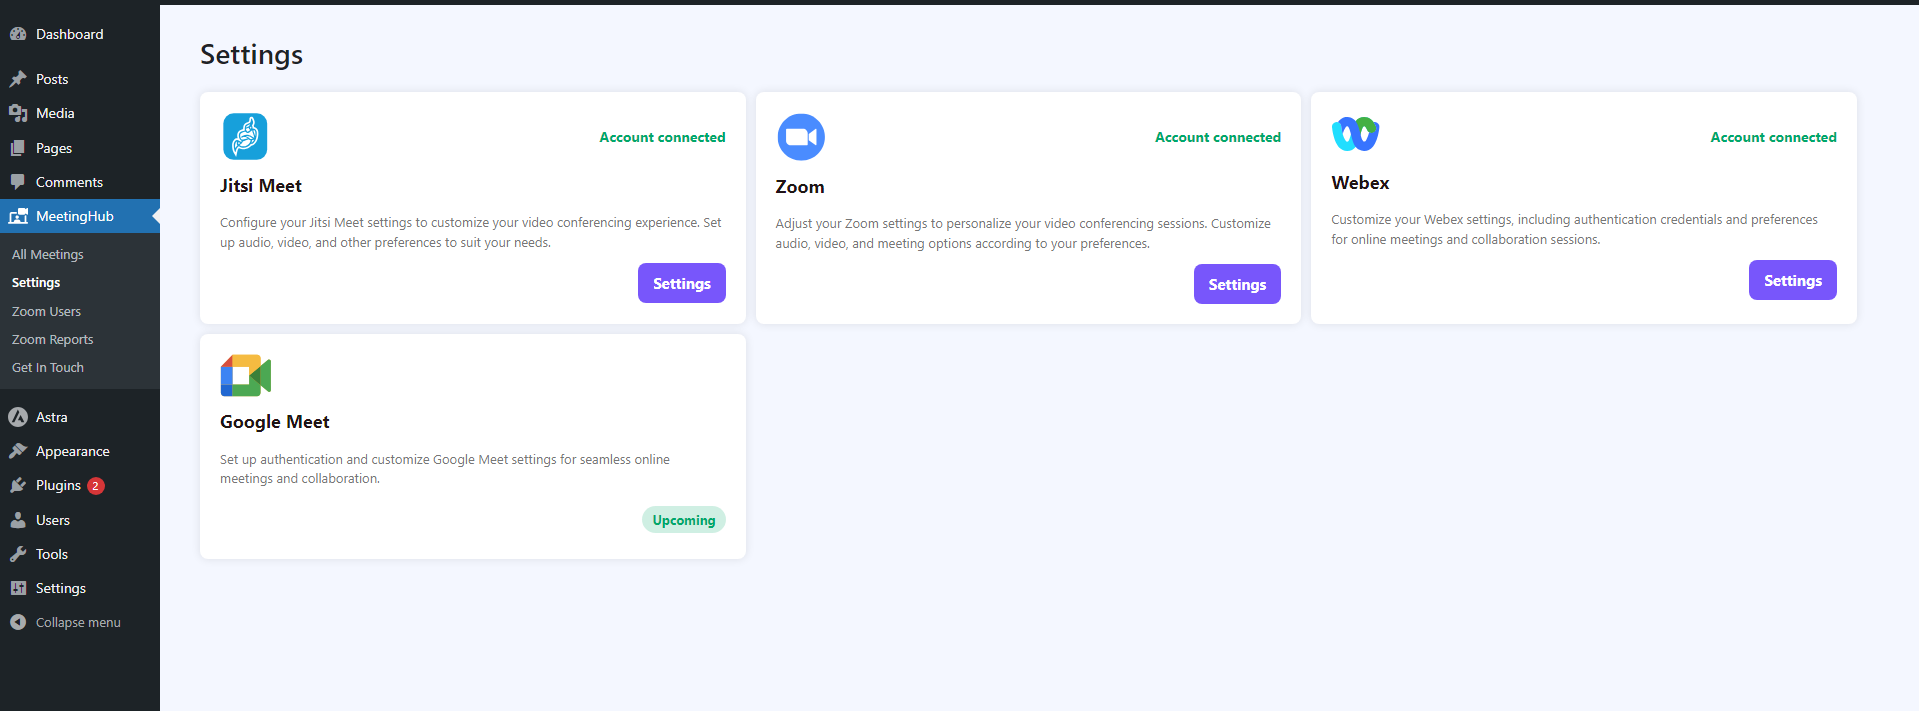 Dashboard
Posts
Media
Pages
Comments
MeetingHub
All Meetings
Settings
Zoom Users
Zoom Reports
Get In Touch
Astra
Appearance
Plugins 2
Users
Tools
Settings
Collapse menu
Settings
Account connected
Jitsi Meet
Configure your Jitsi Meet settings to customize your video conferencing experience. Set
up audio, video, and other preferences to suit your needs.
Settings
Account connected
Zoom
Adjust your Zoom settings to personalize your video conferencing sessions. Customize
audio, video, and meeting options according to your preferences.
Settings
Account connected
Webex
Customize your Webex settings, including authentication credentials and preferences
for online meetings and collaboration sessions.
Settings
Google Meet
Set up authentication and customize Google Meet settings for seamless online
meetings and collaboration.
Upcoming